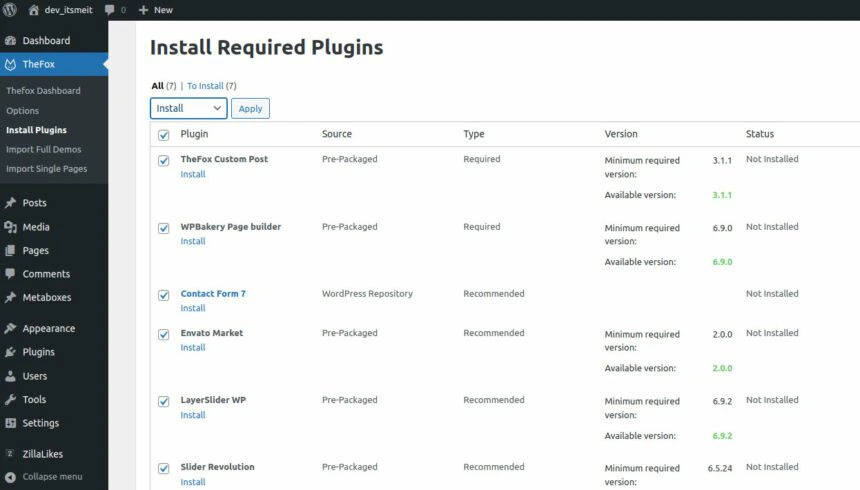 dev_itsmeit 0 New
Dashboard
TheFox
Thefox Dashboard
Options
Install Plugins
Import Full Demos
Import Single Pages
Posts
Media
Pages
Comments
Metaboxes
Appearance
Plugins
Users
Tools
Settings
ZillaLikes
Collapse menu
Install Required Plugins
All (7) | To Install (7)
Install Apply
Plugin Source Type Version Status
TheFox Custom Post Pre-Packaged Required Minimum required version: 3.1.1 Not Installed
Install
Available version: 3.1.1
WPBakery Page builder Pre-Packaged Required Minimum required version: 6.9.0 Not Installed
Install
Available version: 6.9.0
Contact Form 7 WordPress Repository Recommended Not Installed
Install
Envato Market Pre-Packaged Recommended Minimum required version: 2.0.0 Not Installed
Install
Available version: 2.0.0
LayerSlider WP Pre-Packaged Recommended Minimum required version: 6.9.2 Not Installed
Install
Available version: 6.9.2
Slider Revolution Pre-Packaged Recommended Minimum required version: 6.5.24 Not Installed
Install